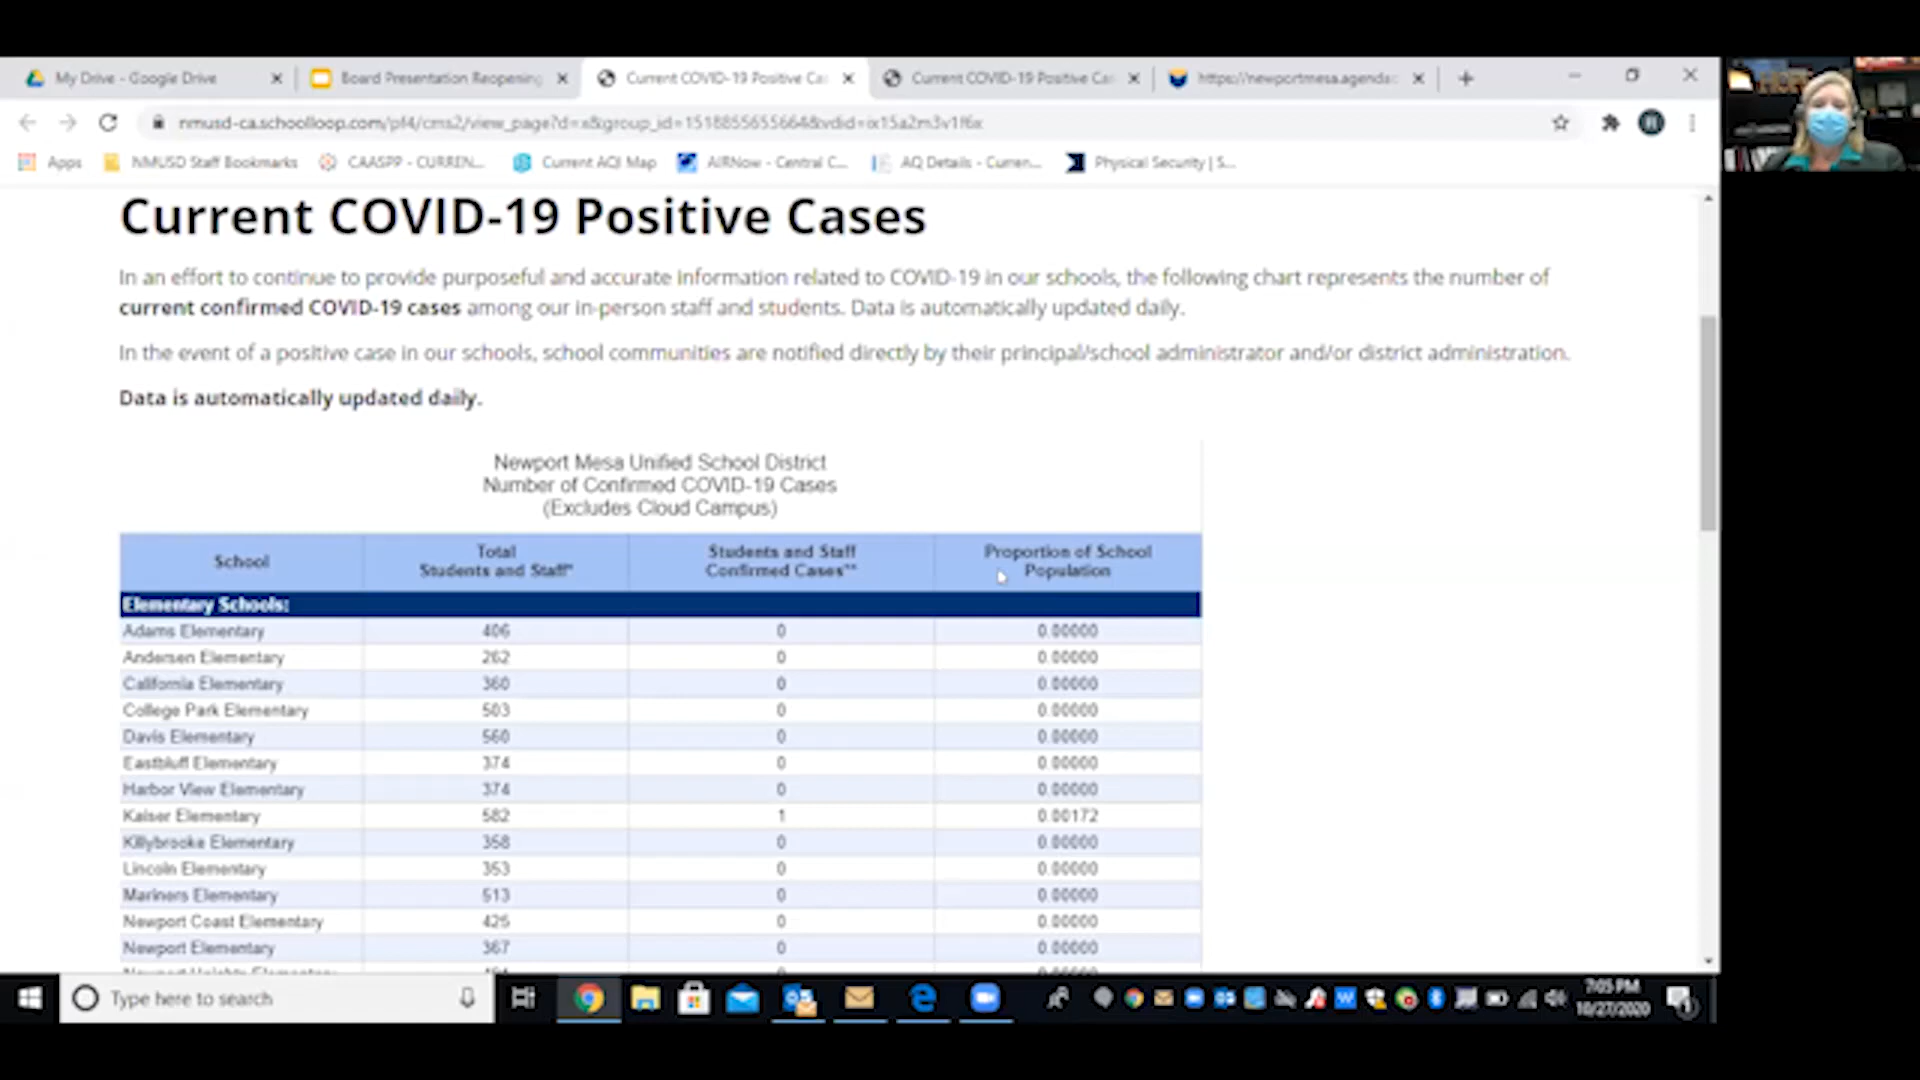 My Drive - Google Drive
Board Presentation Reopening
Current COVID-19 Positive Ca
Current COVID-19 Positive Ca
https://newportmesa.agenda
Apps
NMUSD Staff Bookmarks
CAASPP - CURREN...
Current AQI Map
AIRNow - Central C...
AQ Details - Curren...
Physical Security | S...
Current COVID-19 Positive Cases
In an effort to continue to provide purposeful and accurate information related to COVID-19 in our schools, the following chart represents the number of
current confirmed COVID-19 cases among our in-person staff and students. Data is automatically updated daily.
In the event of a positive case in our schools, school communities are notified directly by their principal/school administrator and/or district administration.
Data is automatically updated daily.
Newport Mesa Unified School District
Number of Confirmed COVID-19 Cases
(Excludes Cloud Campus)
School
Total Students and Staff*
Students and Staff Confirmed Cases**
Proportion of School Population
Elementary Schools:
Adams Elementary 406 0 0.00000
Andersen Elementary 262 0 0.00000
California Elementary 360 0 0.00000
College Park Elementary 503 0 0.00000
Davis Elementary 560 0 0.00000
Eastbluff Elementary 374 0 0.00000
Harbor View Elementary 374 0 0.00000
Kaiser Elementary 582 1 0.00172
Killybrooke Elementary 358 0 0.00000
Lincoln Elementary 353 0 0.00000
Mariners Elementary 513 0 0.00000
Newport Coast Elementary 425 0 0.00000
Newport Elementary 367 0 0.00000
Type here to search
7:05 PM
10/27/2020